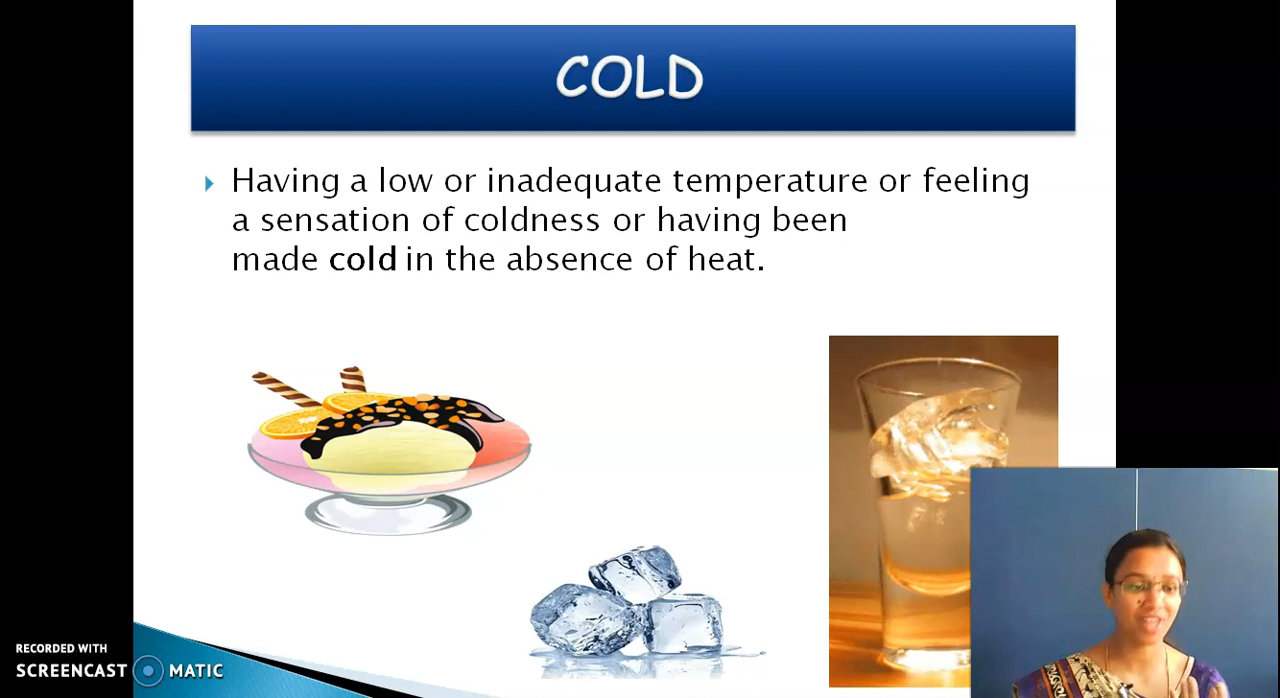 COLD
Having a low or inadequate temperature or feeling
a sensation of coldness or having been
made cold in the absence of heat.
RECORDED WITH
SCREENCAST MATIC